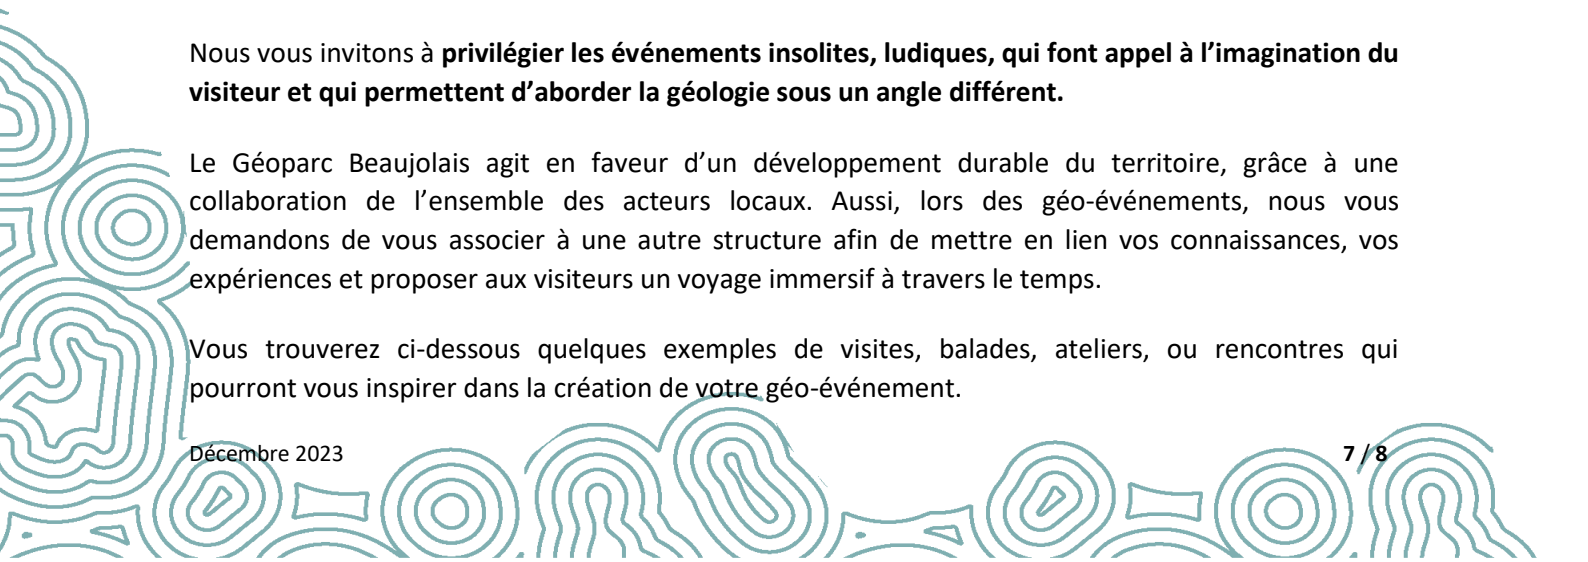 Nous vous invitons à privilégier les événements insolites, ludiques, qui font appel à l’imagination du
visiteur et qui permettent d’aborder la géologie sous un angle différent.
Le Géoparc Beaujolais agit en faveur d’un développement durable du territoire, grâce à une
collaboration de l’ensemble des acteurs locaux. Aussi, lors des géo-événements, nous vous
demandons de vous associer à une autre structure afin de mettre en lien vos connaissances, vos
expériences et proposer aux visiteurs un voyage immersif à travers le temps.
Vous trouverez ci-dessous quelques exemples de visites, balades, ateliers, ou rencontres qui
pourront vous inspirer dans la création de votre géo-événement.
Décembre 2023
7 / 8